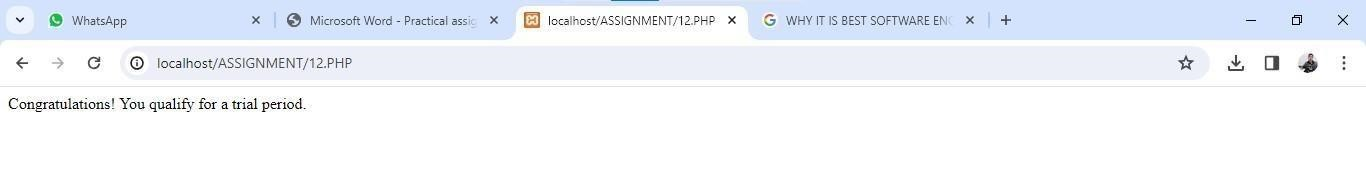 WhatsApp
Microsoft Word - Practical assig
localhost/ASSIGNMENT/12.PHP
WHY IT IS BEST SOFTWARE ENG
localhost/ASSIGNMENT/12.PHP
Congratulations! You qualify for a trial period.